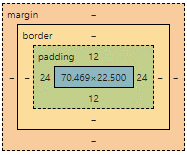 margin –
border –
padding 12
– – 24 70.469×22.500 24 – –
12
–
–